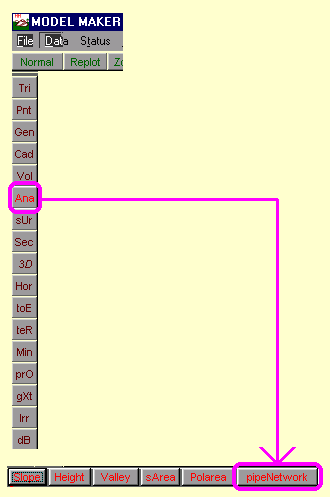 MODEL MAKER
File Data Status
Normal Replot Zo
Tri
Pnt
Gen
Cad
Vol
Ana
sUr
Sec
3D
Hor
toE
teR
Min
prO
gXt
Irr
dB
Slope Height Valley sArea Polarea pipeNetwork